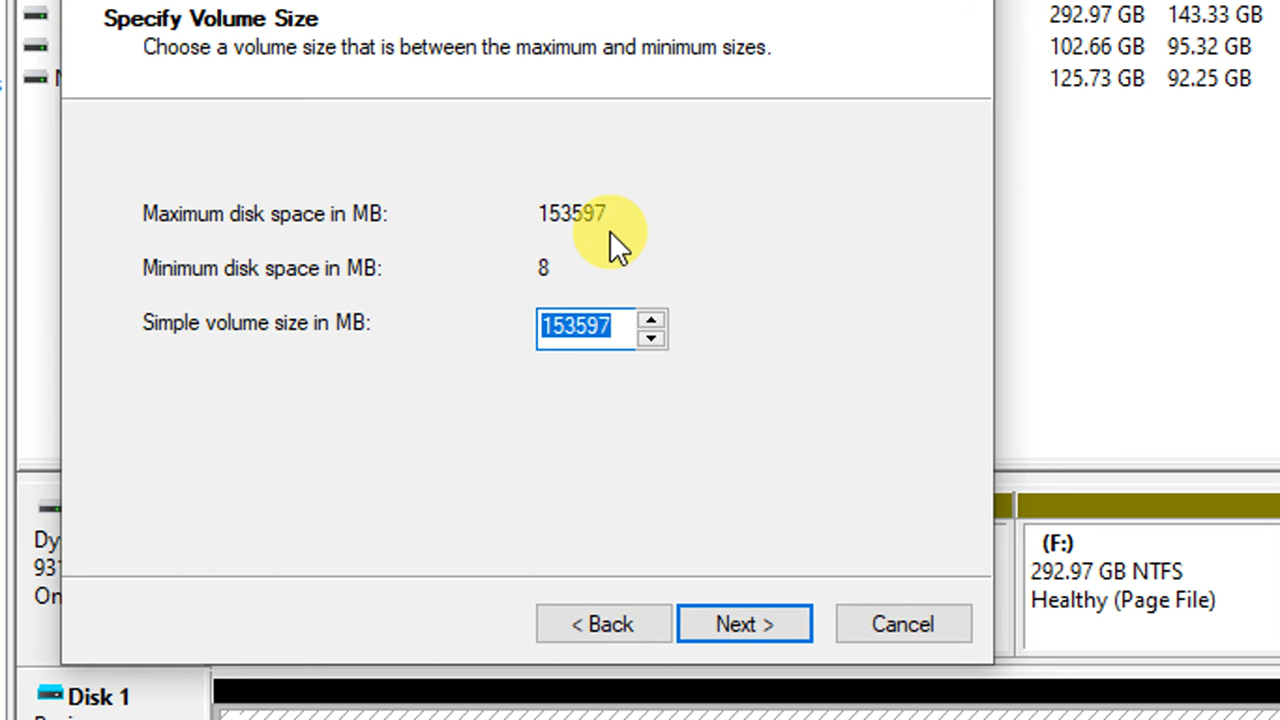 Specify Volume Size
Choose a volume size that is between the maximum and minimum sizes.
292.97 GB 143.33 GB
102.66 GB 95.32 GB
125.73 GB 92.25 GB
Maximum disk space in MB: 153597
Minimum disk space in MB: 8
Simple volume size in MB: 153597
Dy
93
On
(F:)
292.97 GB NTFS
Healthy (Page File)
< Back Next > Cancel
Disk 1